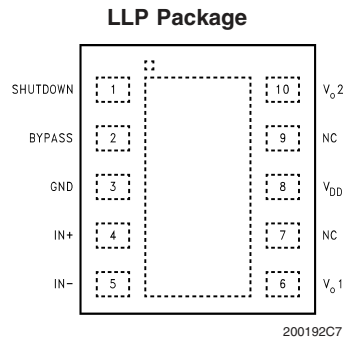 LLP Package
SHUTDOWN 1 10 Vo2
BYPASS 2 9 NC
GND 3 8 VDD
IN+ 4 7 NC
IN- 5 6 Vo1
200192C7